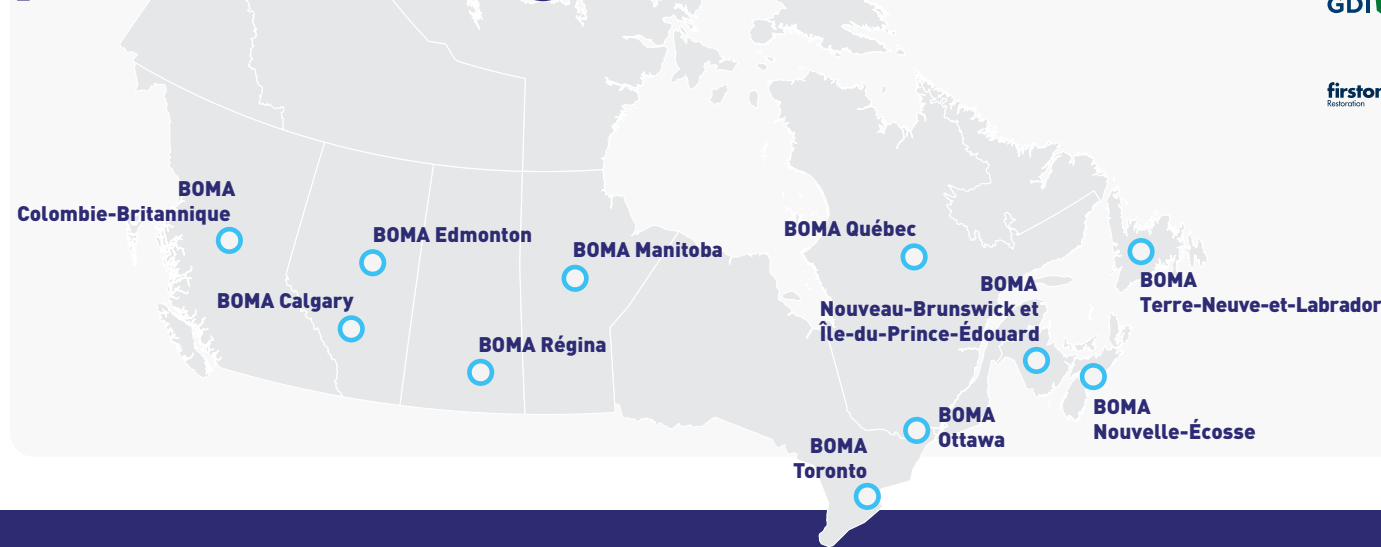 BOMA
Colombie-Britannique
BOMA Edmonton
BOMA Manitoba
BOMA Calgary
BOMA Régina
BOMA Québec
BOMA
Nouveau-Brunswick et
Île-du-Prince-Édouard
BOMA
Terre-Neuve-et-Labrador
BOMA
Nouvelle-Écosse
BOMA
Ottawa
BOMA
Toronto
GDI
Restoration